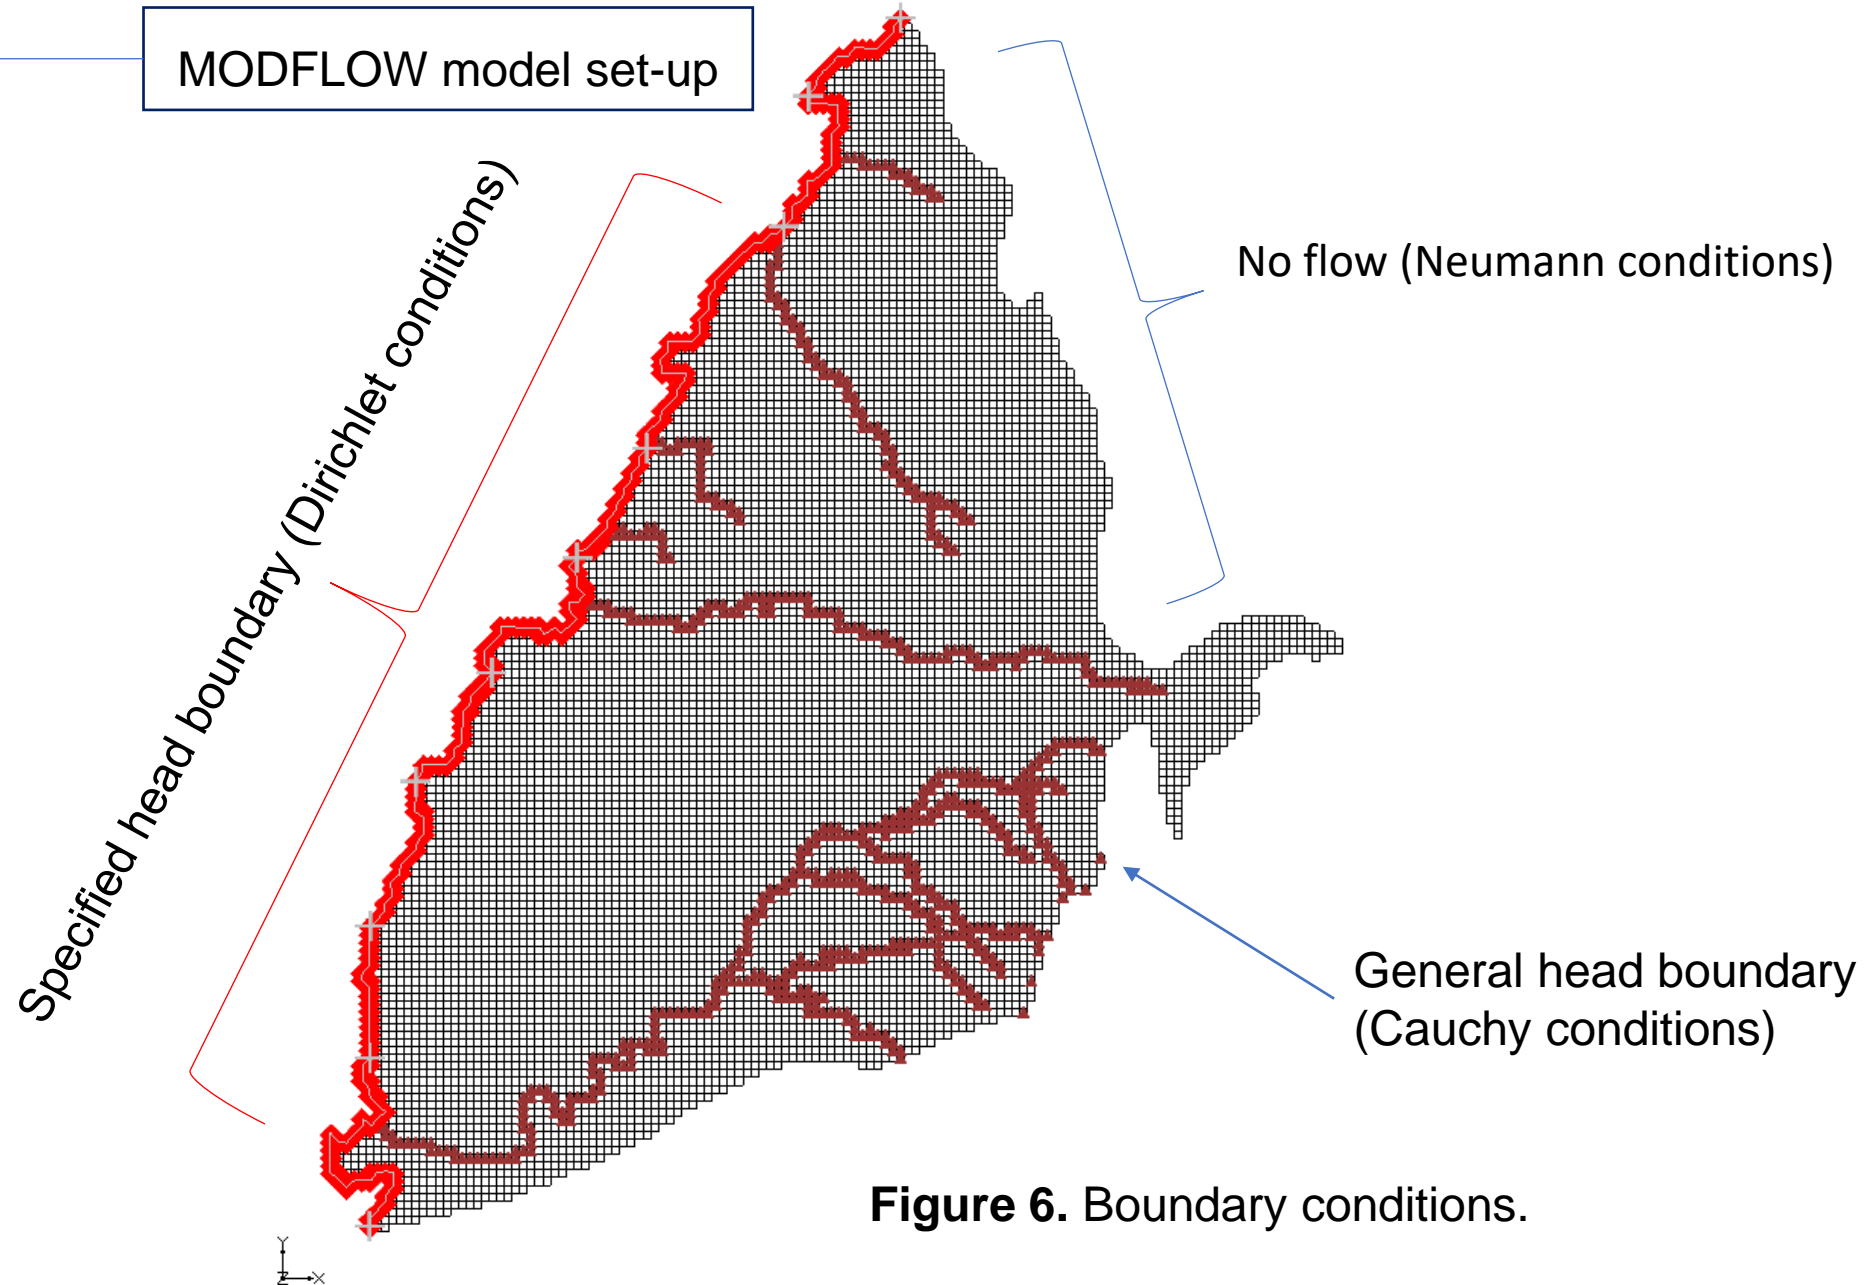 MODFLOW model set-up
Specified head boundary (Dirichlet conditions)
No flow (Neumann conditions)
General head boundary
(Cauchy conditions)
Figure 6. Boundary conditions.
Y
Z
X